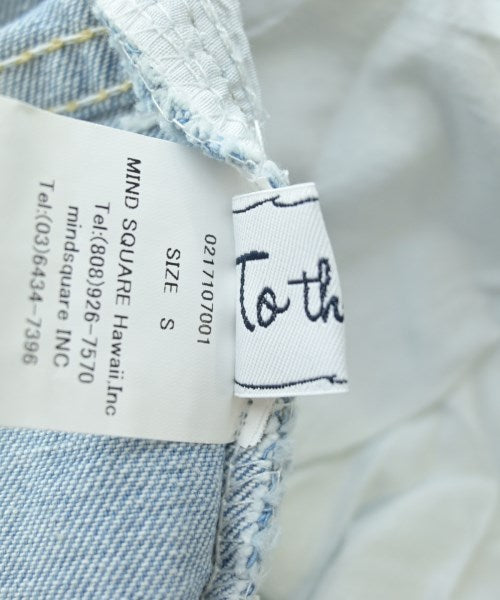 0217107001
SIZE S
MIND SQUARE Hawaii.Inc
Tel:(808)926-7570
mindsquare INC
Tel:(03)6434-7396
To th